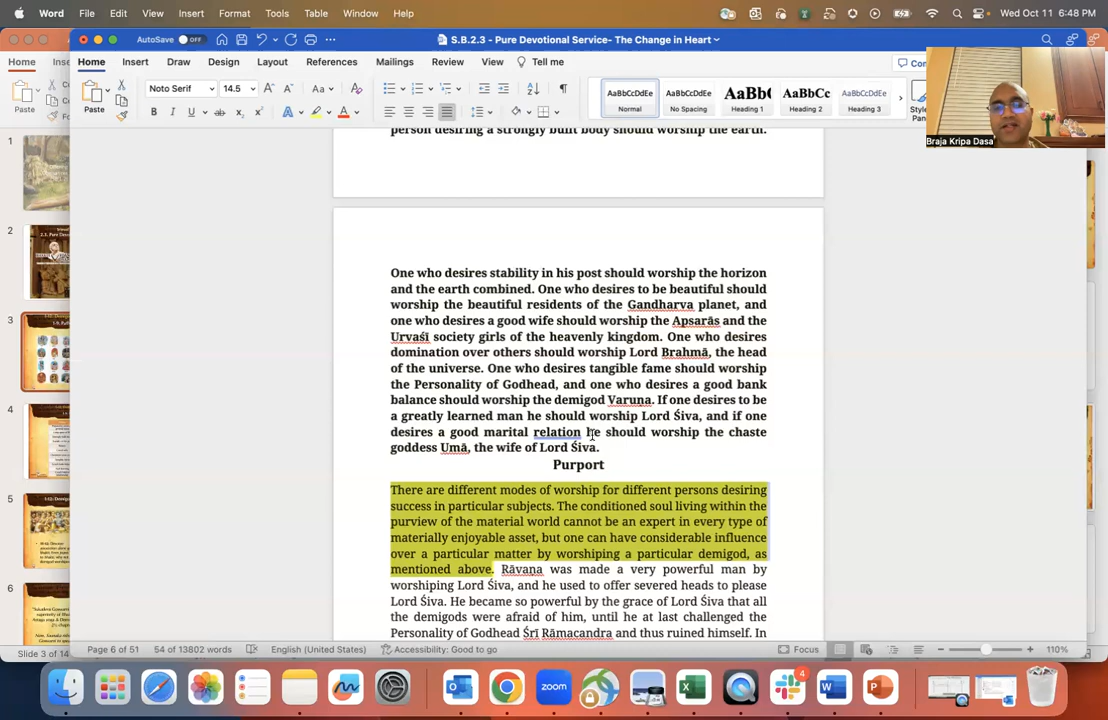 Word File Edit View Insert Format Tools Table Window Help Wed Oct 11 6:48 PM
AutoSave OFF S.B.2.3 - Pure Devotional Service- The Change in Heart
Home Home Insert Draw Design Layout References Mailings Review View Tell me
Paste Paste Noto Serif 14.5 AaBbCcDdEe AaBbCcDdEe AaBb( AaBbCc AaBbCcDdEe
Normal No Spacing Heading 1 Heading 2 Heading 3
Braja Kripa Dasa
person desiring a strongly built body should worship the earth.
One who desires stability in his post should worship the horizon
and the earth combined. One who desires to be beautiful should
worship the beautiful residents of the Gandharva planet, and
one who desires a good wife should worship the Apsarās and the
Urvaśī society girls of the heavenly kingdom. One who desires
domination over others should worship Lord Brahmā, the head
of the universe. One who desires tangible fame should worship
the Personality of Godhead, and one who desires a good bank
balance should worship the demigod Varuṇa. If one desires to be
a greatly learned man he should worship Lord Śiva, and if one
desires a good marital relation he should worship the chaste
goddess Umā, the wife of Lord Śiva.
Purport
There are different modes of worship for different persons desiring
success in particular subjects. The conditioned soul living within the
purview of the material world cannot be an expert in every type of
materially enjoyable asset, but one can have considerable influence
over a particular matter by worshiping a particular demigod, as
mentioned above. Rāvaṇa was made a very powerful man by
worshiping Lord Śiva, and he used to offer severed heads to please
Lord Śiva. He became so powerful by the grace of Lord Śiva that all
the demigods were afraid of him, until he at last challenged the
Personality of Godhead Śrī Rāmacandra and thus ruined himself. In
1
2
3
4
5
6
Slide 3 of 14 Page 6 of 51 54 of 13802 words English (United States) Accessibility: Good to go Focus 110%
zoom
4